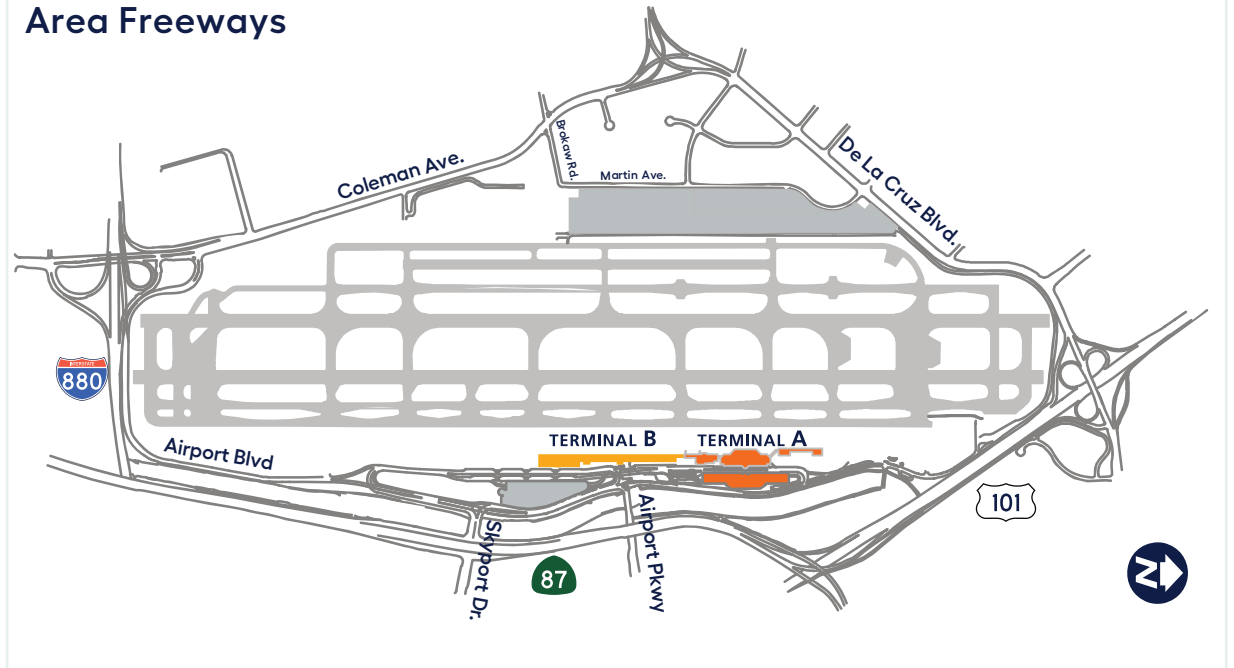 Area Freeways
Brokaw Rd.
Coleman Ave.
Martin Ave.
De La Cruz Blvd.
INTERSTATE
880
TERMINAL B
TERMINAL A
Airport Blvd
101
Skyport Dr.
Airport Pkwy
87
N